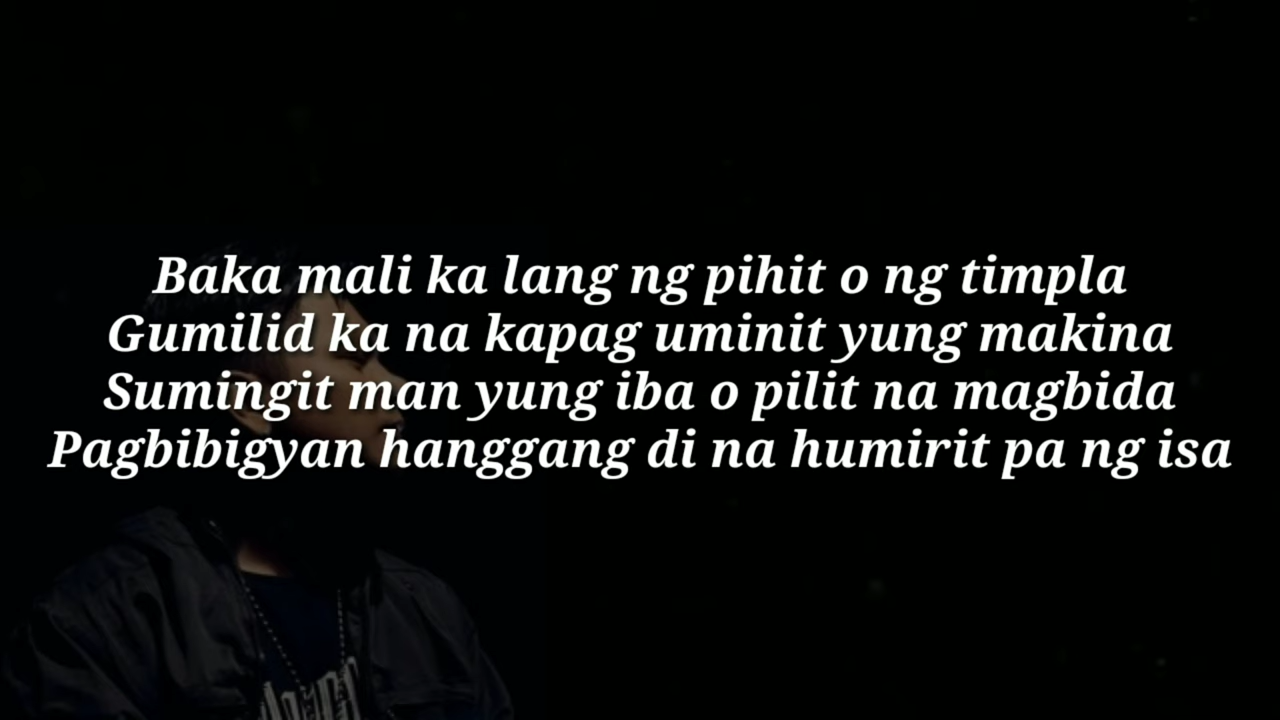 Baka mali ka lang ng pihit o ng timpla
Gumilid ka na kapag uminit yung makina
Sumingit man yung iba o pilit na magbida
Pagbibigyan hanggang di na humirit pa ng isa